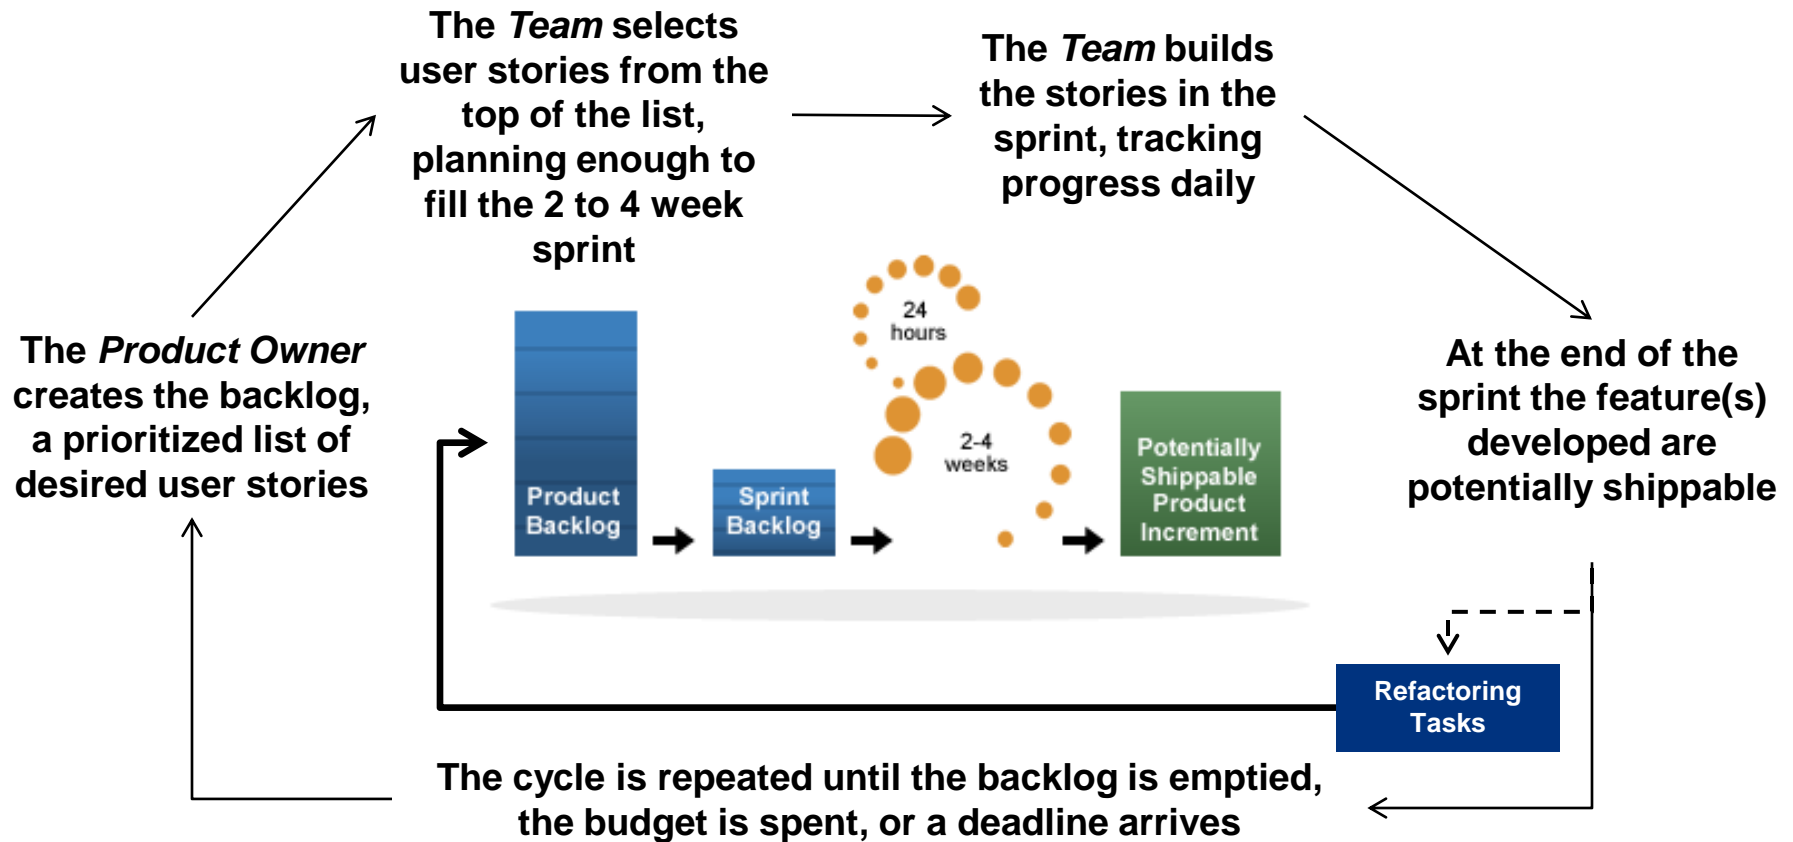 The Team selects
user stories from the
top of the list,
planning enough to
fill the 2 to 4 week
sprint
The Team builds
the stories in the
sprint, tracking
progress daily
The Product Owner
creates the backlog,
a prioritized list of
desired user stories
24
hours
2-4
weeks
Product
Backlog
Sprint
Backlog
Potentially
Shippable
Product
Increment
At the end of the
sprint the feature(s)
developed are
potentially shippable
Refactoring
Tasks
The cycle is repeated until the backlog is emptied,
the budget is spent, or a deadline arrives